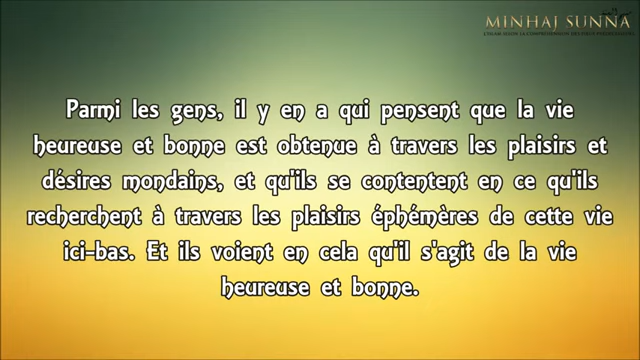 MINHAJ SUNNA
Parmi les gens, il y en a qui pensent que la vie
heureuse et bonne est obtenue à travers les plaisirs et
désires mondains, et qu'ils se contentent en ce qu'ils
recherchent à travers les plaisirs éphémères de cette vie
ici-bas. Et ils voient en cela qu'il s'agit de la vie
heureuse et bonne.